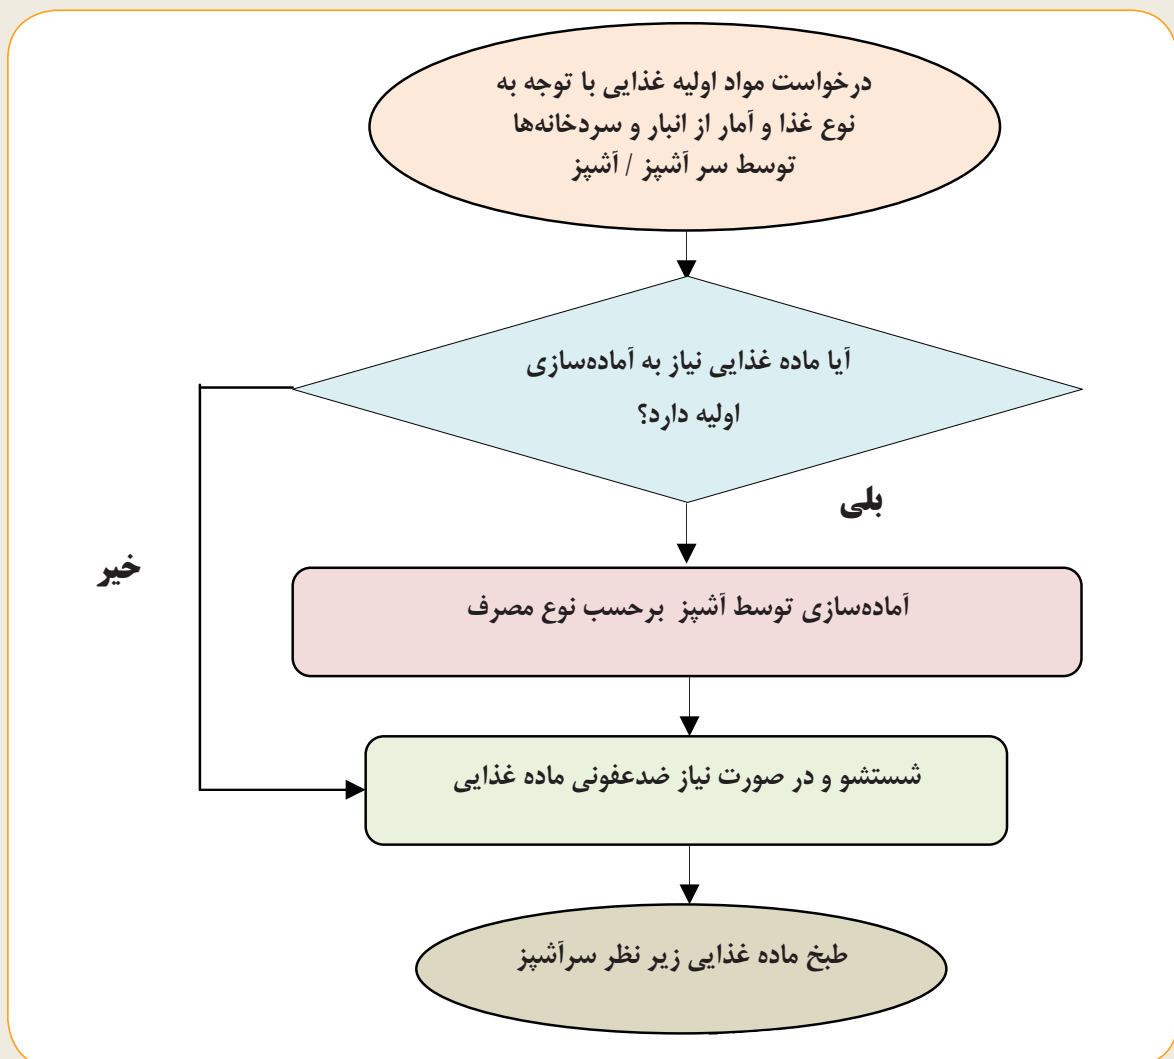 درخواست مواد اولیه غذایی با توجه به
نوع غذا و آمار از انبار و سردخانه‌ها
توسط سر آشپز / آشپز
آیا ماده غذایی نیاز به آماده‌سازی
اولیه دارد؟
بلی
خیر
آماده‌سازی توسط آشپز برحسب نوع مصرف
شستشو و در صورت نیاز ضدعفونی ماده غذایی
طبخ ماده غذایی زیر نظر سرآشپز